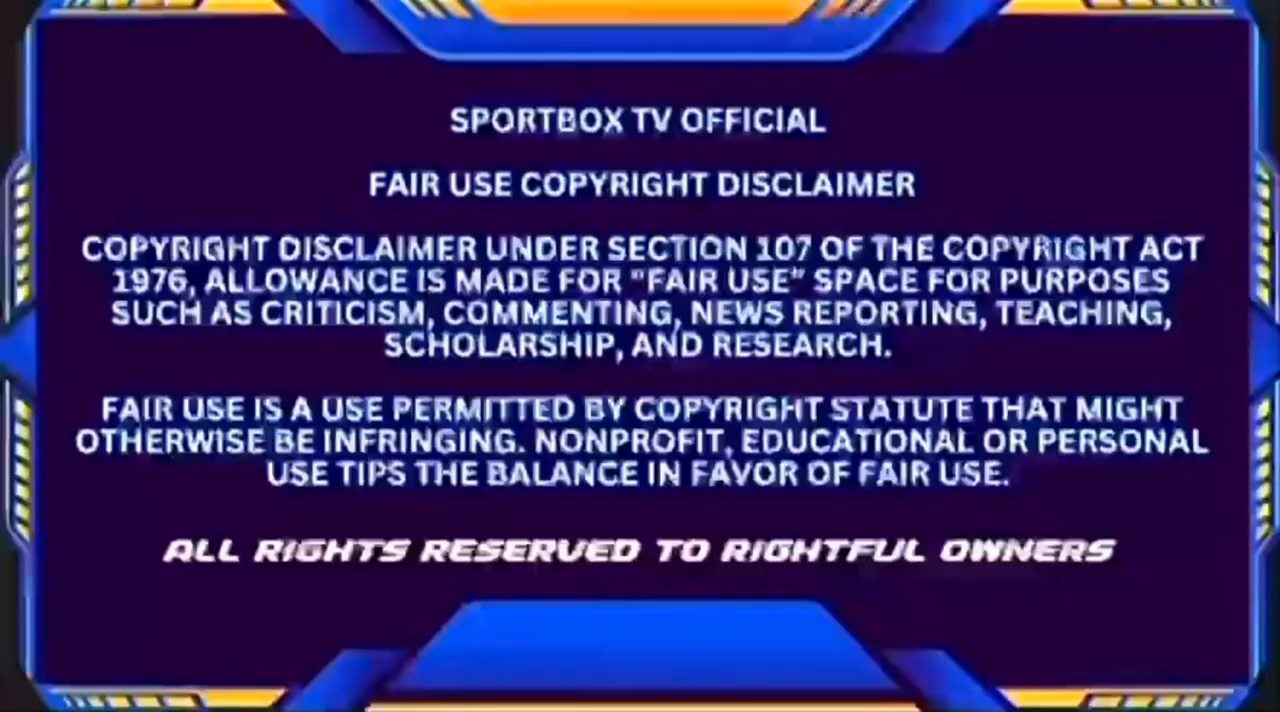 SPORTBOX TV OFFICIAL
FAIR USE COPYRIGHT DISCLAIMER
COPYRIGHT DISCLAIMER UNDER SECTION 107 OF THE COPYRIGHT ACT
1976, ALLOWANCE IS MADE FOR "FAIR USE" SPACE FOR PURPOSES
SUCH AS CRITICISM, COMMENTING, NEWS REPORTING, TEACHING,
SCHOLARSHIP, AND RESEARCH.
FAIR USE IS A USE PERMITTED BY COPYRIGHT STATUTE THAT MIGHT
OTHERWISE BE INFRINGING. NONPROFIT, EDUCATIONAL OR PERSONAL
USE TIPS THE BALANCE IN FAVOR OF FAIR USE.
ALL RIGHTS RESERVED TO RIGHTFUL OWNERS